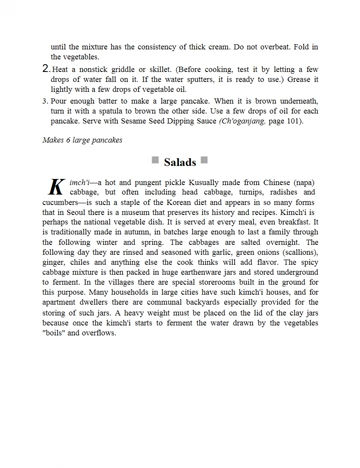 until the mixture has the consistency of thick cream. Do not overbeat. Fold in
the vegetables.
2. Heat a nonstick griddle or skillet. (Before cooking, test it by letting a few
drops of water fall on it. If the water sputters, it is ready to use.) Grease it
lightly with a few drops of vegetable oil.
3. Pour enough batter to make a large pancake. When it is brown underneath,
turn it with a spatula to brown the other side. Use a few drops of oil for each
pancake. Serve with Sesame Seed Dipping Sauce (Ch'oganjang, page 101).
Makes 6 large pancakes
Salads
K imch'i—a hot and pungent pickle Kusually made from Chinese (napa)
cabbage, but often including head cabbage, turnips, radishes and
cucumbers—is such a staple of the Korean diet and appears in so many forms
that in Seoul there is a museum that preserves its history and recipes. Kimch'i is
perhaps the national vegetable dish. It is served at every meal, even breakfast. It
is traditionally made in autumn, in batches large enough to last a family through
the following winter and spring. The cabbages are salted overnight. The
following day they are rinsed and seasoned with garlic, green onions (scallions),
ginger, chiles and anything else the cook thinks will add flavor. The spicy
cabbage mixture is then packed in huge earthenware jars and stored underground
to ferment. In the villages there are special storerooms built in the ground for
this purpose. Many households in large cities have such kimch'i houses, and for
apartment dwellers there are communal backyards especially provided for the
storing of such jars. A heavy weight must be placed on the lid of the clay jars
because once the kimch'i starts to ferment the water drawn by the vegetables
"boils" and overflows.